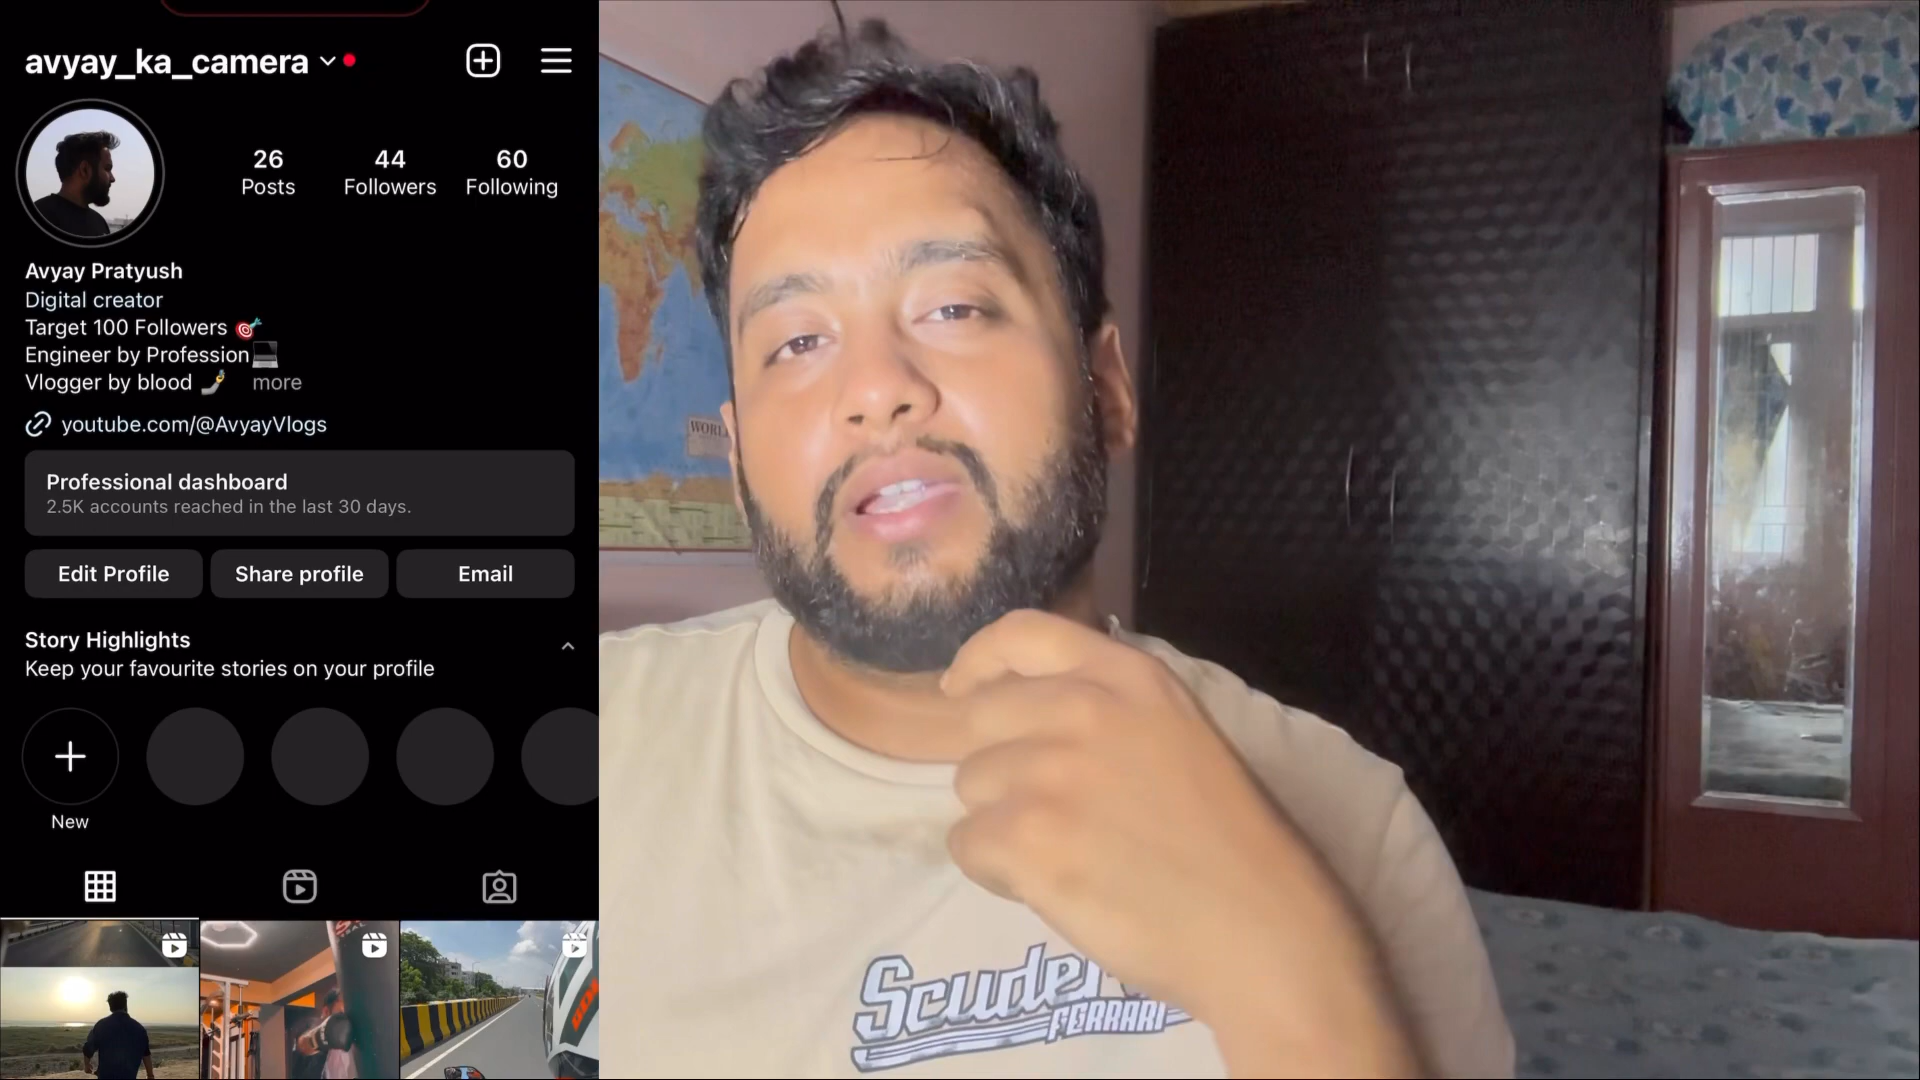 avyay_ka_camera
26
Posts
44
Followers
60
Following
Avyay Pratyush
Digital creator
Target 100 Followers 🎯
Engineer by Profession💻
Vlogger by blood 🤳 more
youtube.com/@AvyayVlogs
Professional dashboard
2.5K accounts reached in the last 30 days.
Edit Profile
Share profile
Email
Story Highlights
Keep your favourite stories on your profile
New
FERRARI